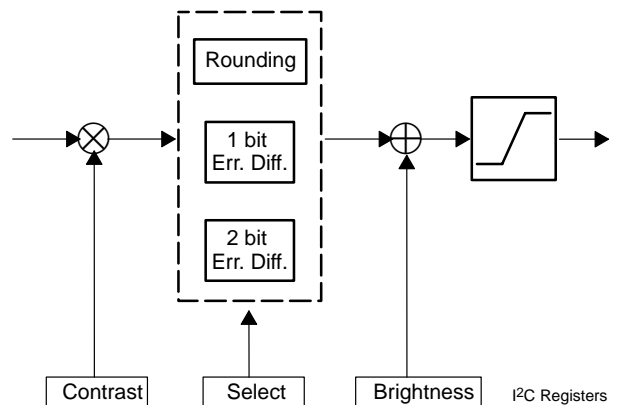 Rounding
1 bit
Err. Diff.
2 bit
Err. Diff.
Contrast
Select
Brightness
I²C Registers